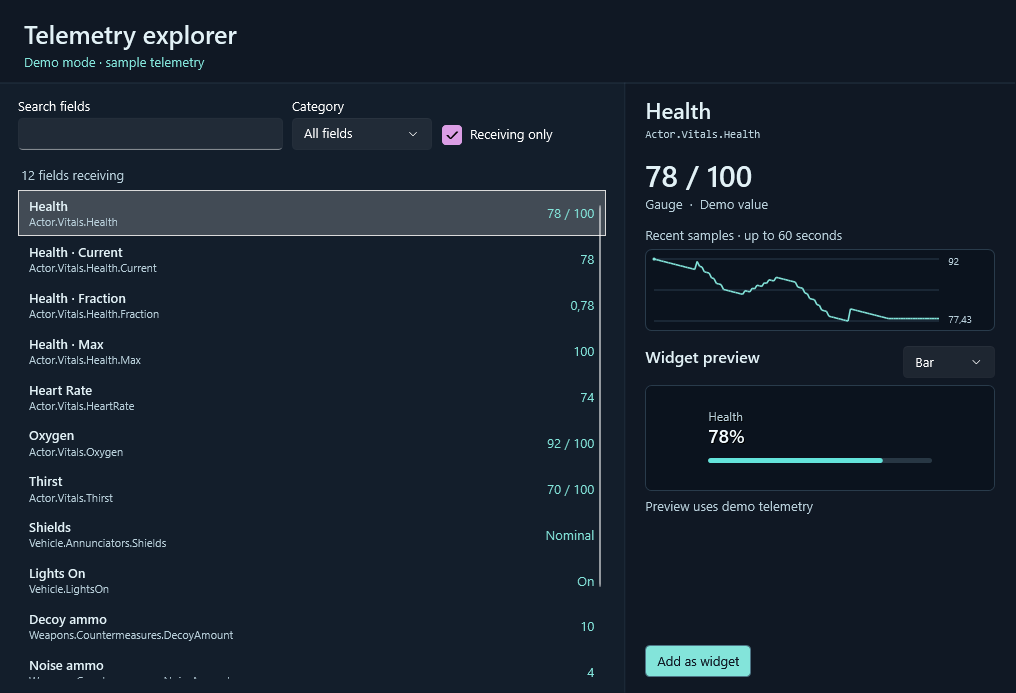 Telemetry explorer
Demo mode · sample telemetry
Search fields
Category
All fields
Receiving only
12 fields receiving
Health
Actor.Vitals.Health
78 / 100
Health · Current
Actor.Vitals.Health.Current
78
Health · Fraction
Actor.Vitals.Health.Fraction
0,78
Health · Max
Actor.Vitals.Health.Max
100
Heart Rate
Actor.Vitals.HeartRate
74
Oxygen
Actor.Vitals.Oxygen
92 / 100
Thirst
Actor.Vitals.Thirst
70 / 100
Shields
Vehicle.Annunciators.Shields
Nominal
Lights On
Vehicle.LightsOn
On
Decoy ammo
Weapons.Countermeasures.DecoyAmount
10
Noise ammo
4
Health
Actor.Vitals.Health
78 / 100
Gauge · Demo value
Recent samples · up to 60 seconds
92
77,43
Widget preview
Bar
Health
78%
Preview uses demo telemetry
Add as widget